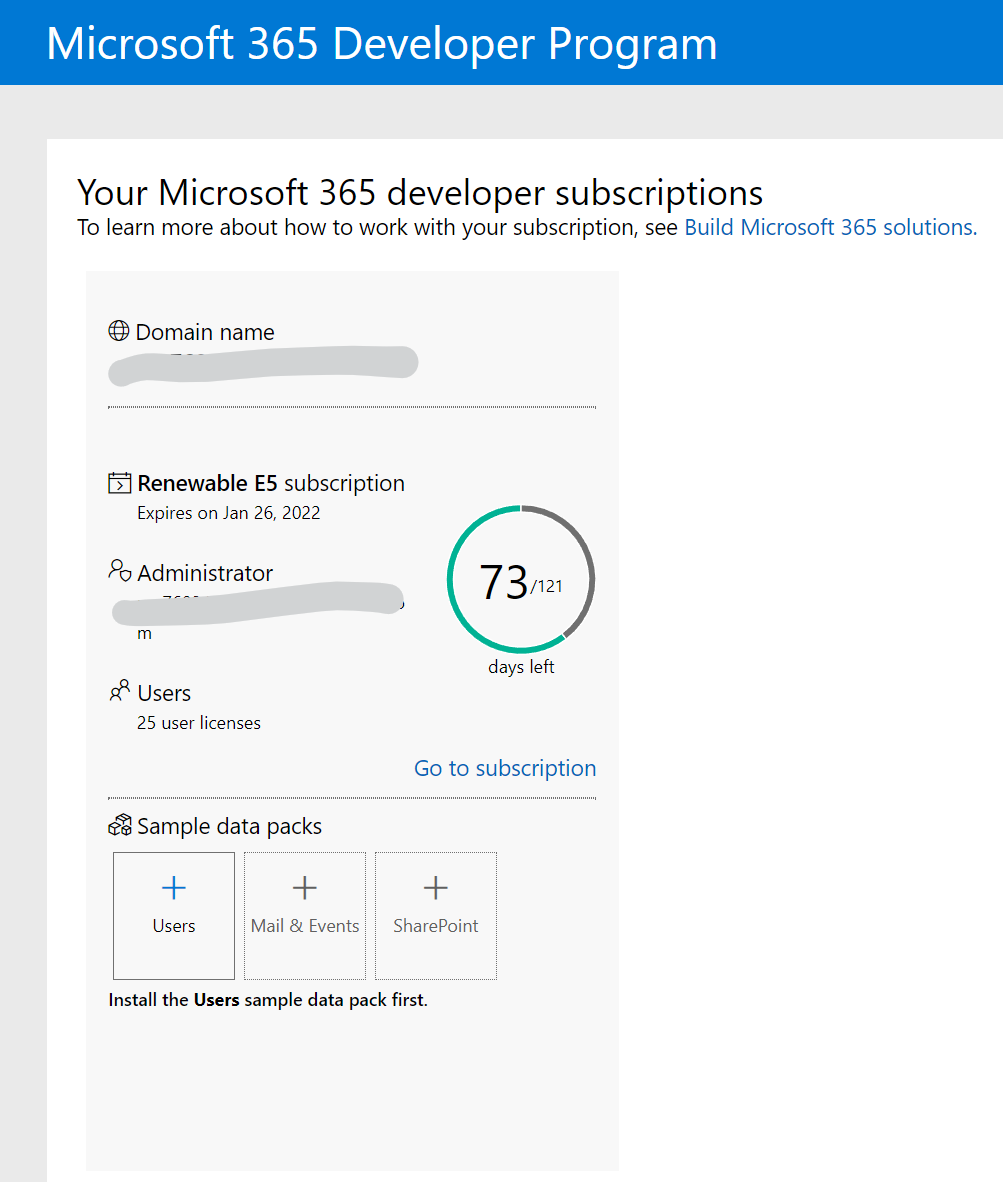 Microsoft 365 Developer Program
Your Microsoft 365 developer subscriptions
To learn more about how to work with your subscription, see Build Microsoft 365 solutions.
Domain name
Renewable E5 subscription
Expires on Jan 26, 2022
Administrator
m
73/121
days left
Users
25 user licenses
Go to subscription
Sample data packs
Users
Mail & Events
SharePoint
Install the Users sample data pack first.